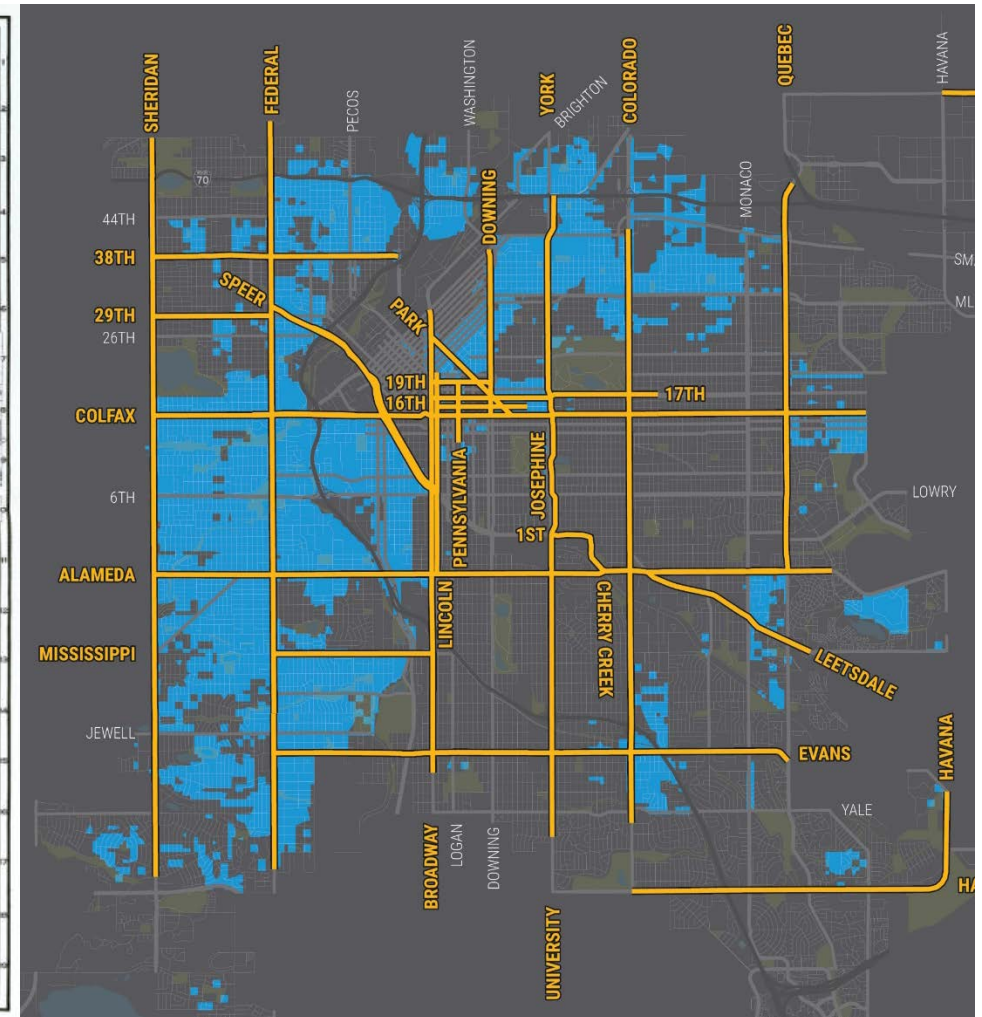 SHERIDAN
FEDERAL
PECOS
WASHINGTON
YORK
BRIGHTON
COLORADO
QUEBEC
HAVANA
70
DOWNING
MONACO
44TH
38TH
SPEER
29TH
PARK
26TH
19TH
17TH
16TH
COLFAX
6TH
PENNSYLVANIA
JOSEPHINE
LOWRY
1ST
ALAMEDA
LINCOLN
CHERRY CREEK
MISSISSIPPI
LEETSDALE
JEWELL
EVANS
HAVANA
YALE
BROADWAY
LOGAN
DOWNING
UNIVERSITY